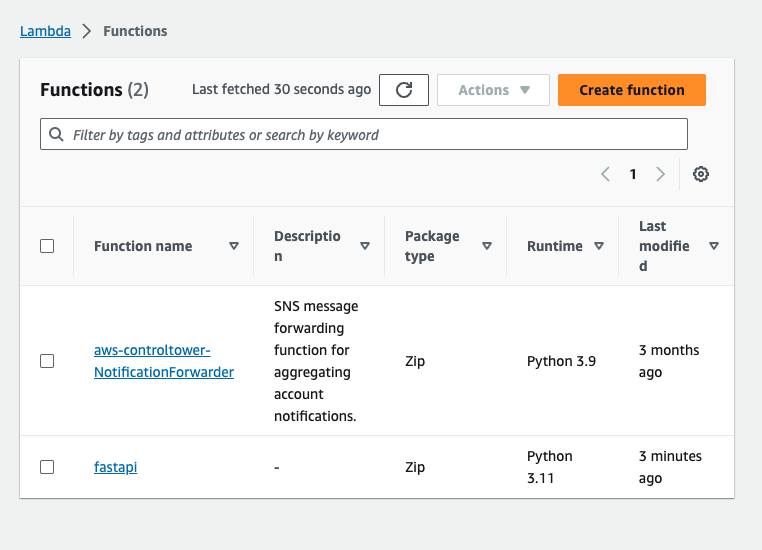 Lambda > Functions
Functions (2) Last fetched 30 seconds ago Actions Create function
Filter by tags and attributes or search by keyword
1
Function name
Descriptio
n
Package
type
Runtime
Last
modifie
d
aws-controltower-
NotificationForwarder
SNS message
forwarding
function for
aggregating
account
notifications.
Zip
Python 3.9
3 months
ago
fastapi
-
Zip
Python
3.11
3 minutes
ago